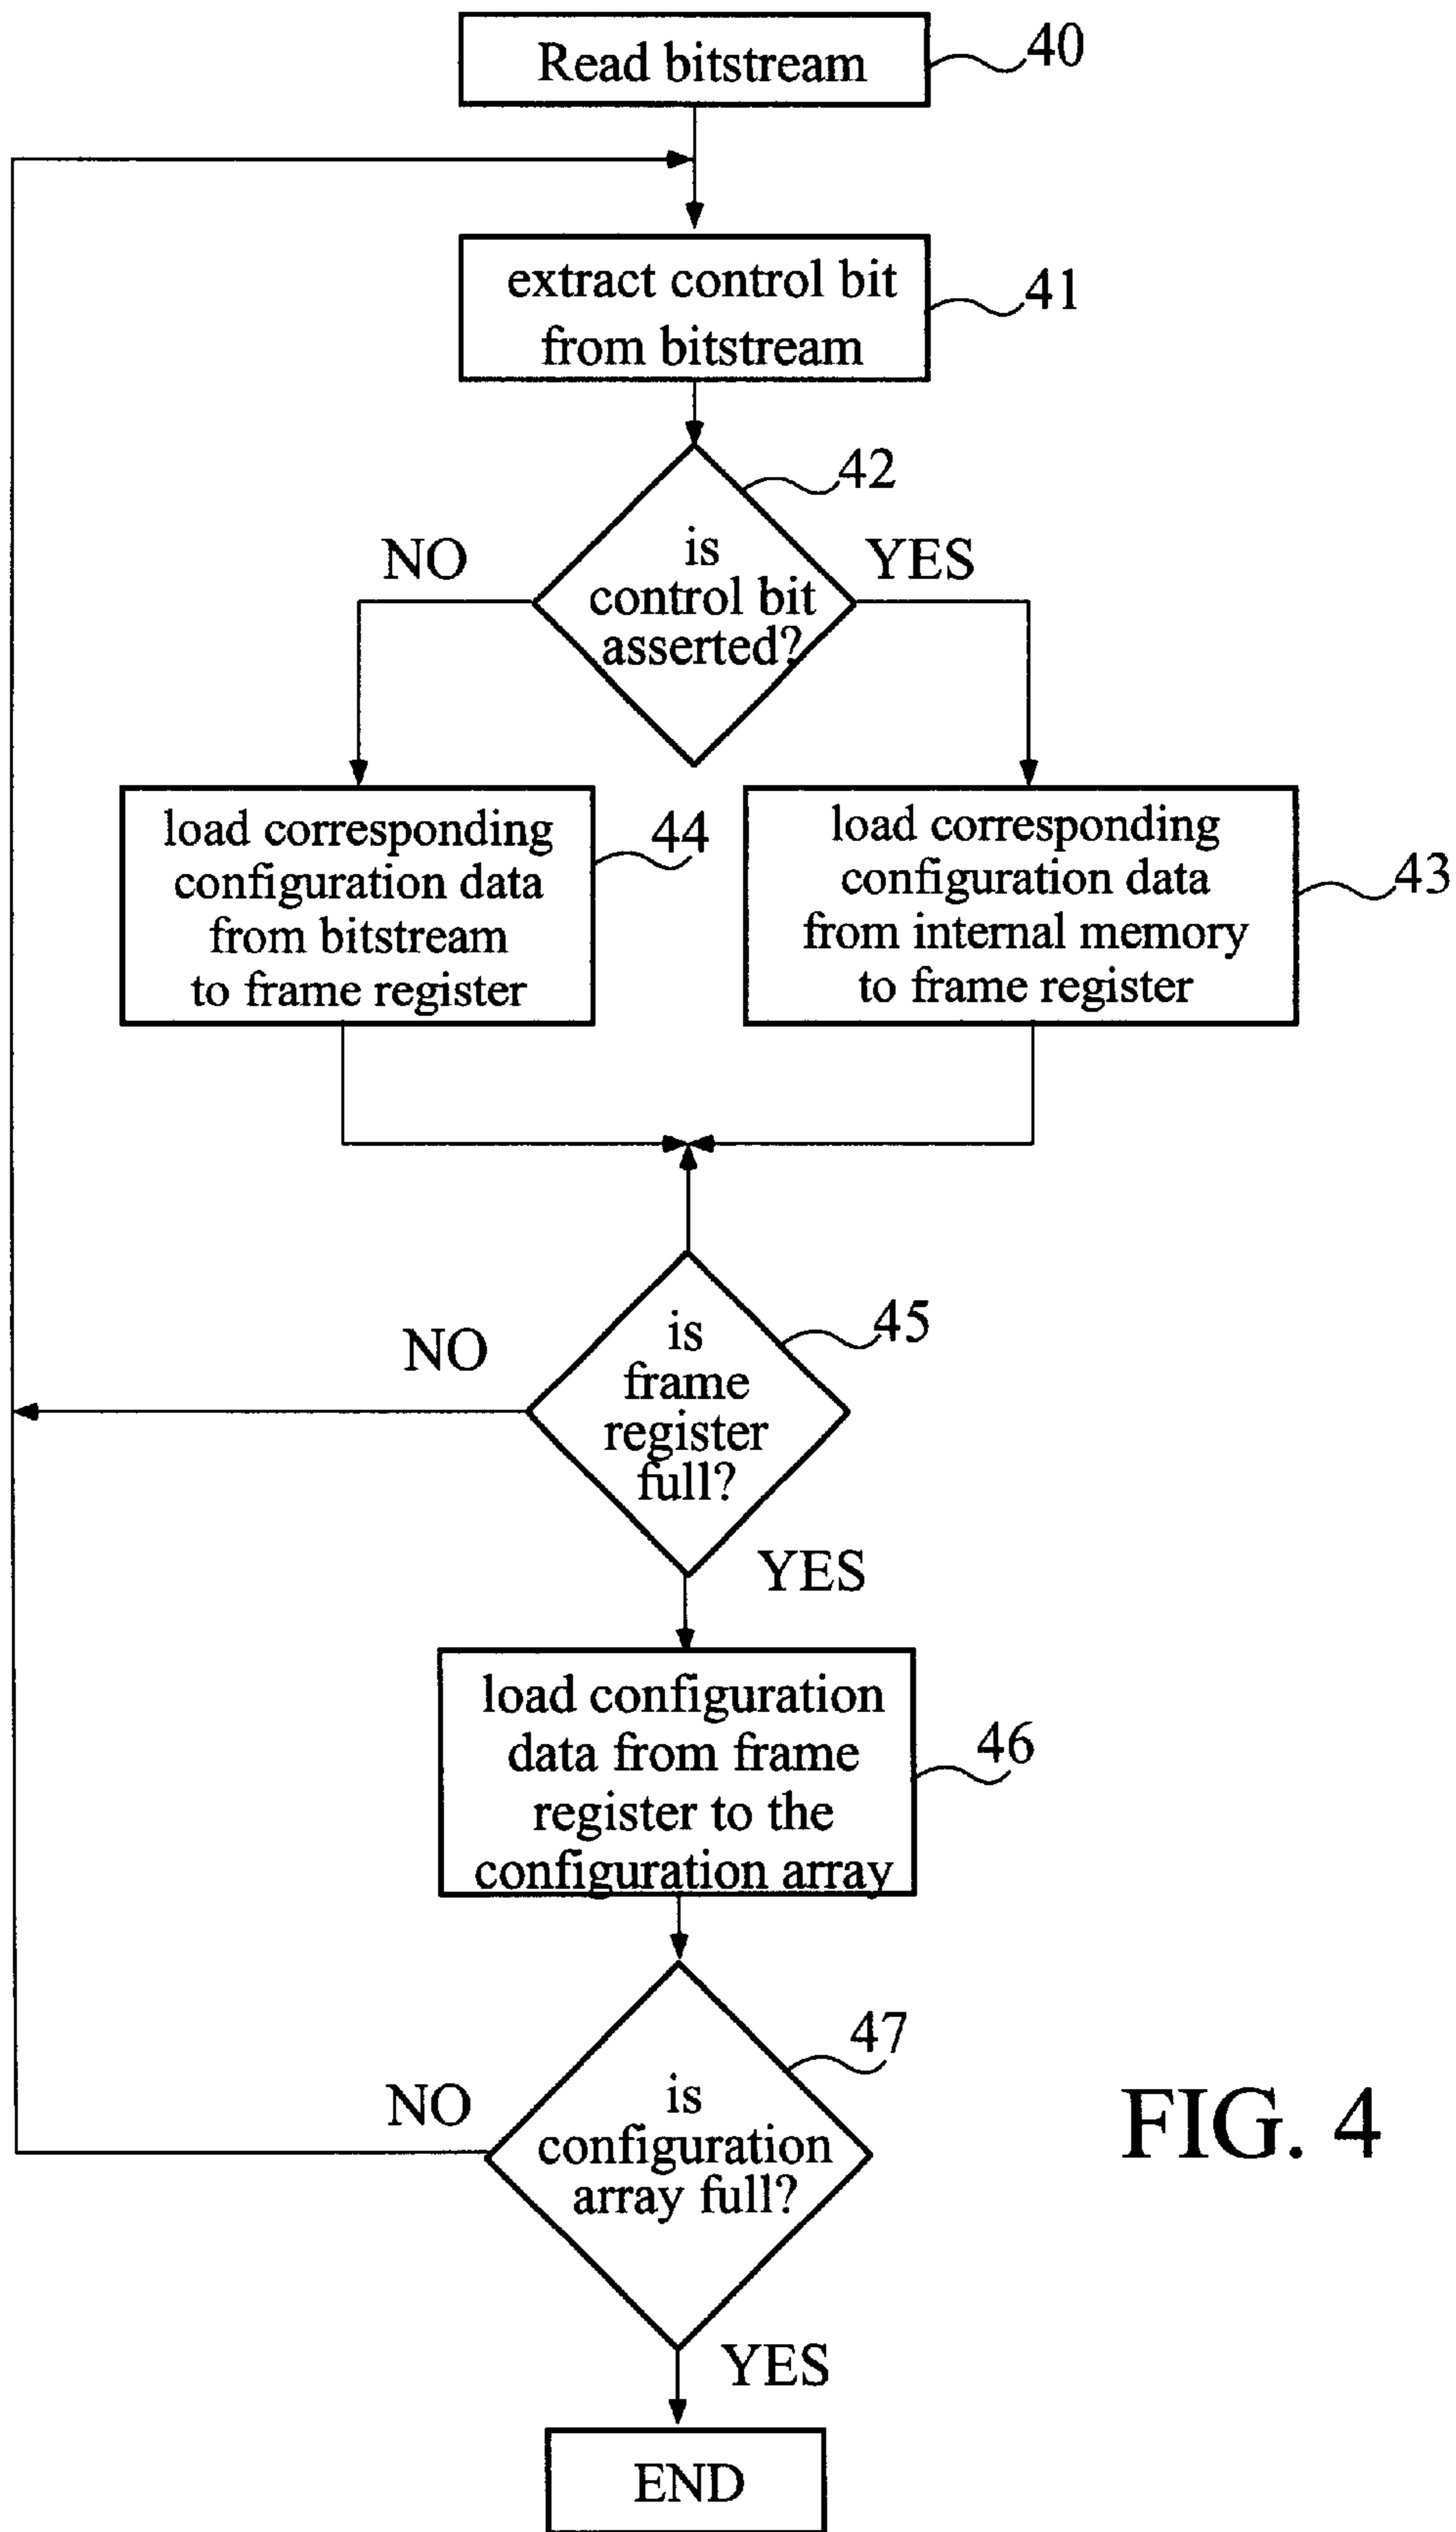 Read bitstream
40
extract control bit
from bitstream
41
42
is
control bit
asserted?
NO
YES
load corresponding
configuration data
from bitstream
to frame register
44
load corresponding
configuration data
from internal memory
to frame register
43
is
frame
register
full?
45
NO
YES
load configuration
data from frame
register to the
configuration array
46
47
is
configuration
array full?
NO
YES
END
FIG. 4